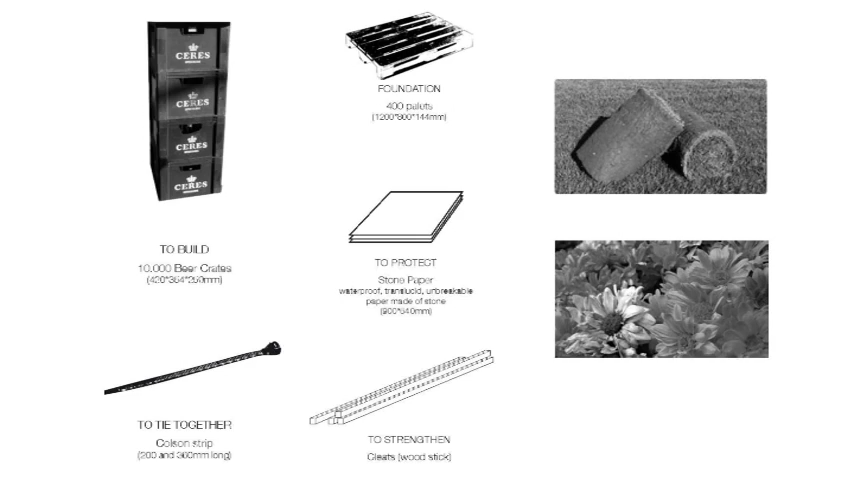 CERES
CERES
CERES
CERES
TO BUILD
10.000 Beer Crates
TO TIE TOGETHER
Colson strip
(200 and 360mm long)
FOUNDATION
400 palets
(1200*800*144mm)
TO PROTECT
Stone Paper
waterproof, translucid, unbreakable
paper made of stone
(900*640mm)
TO STRENGTHEN
Cleats (wood stick)